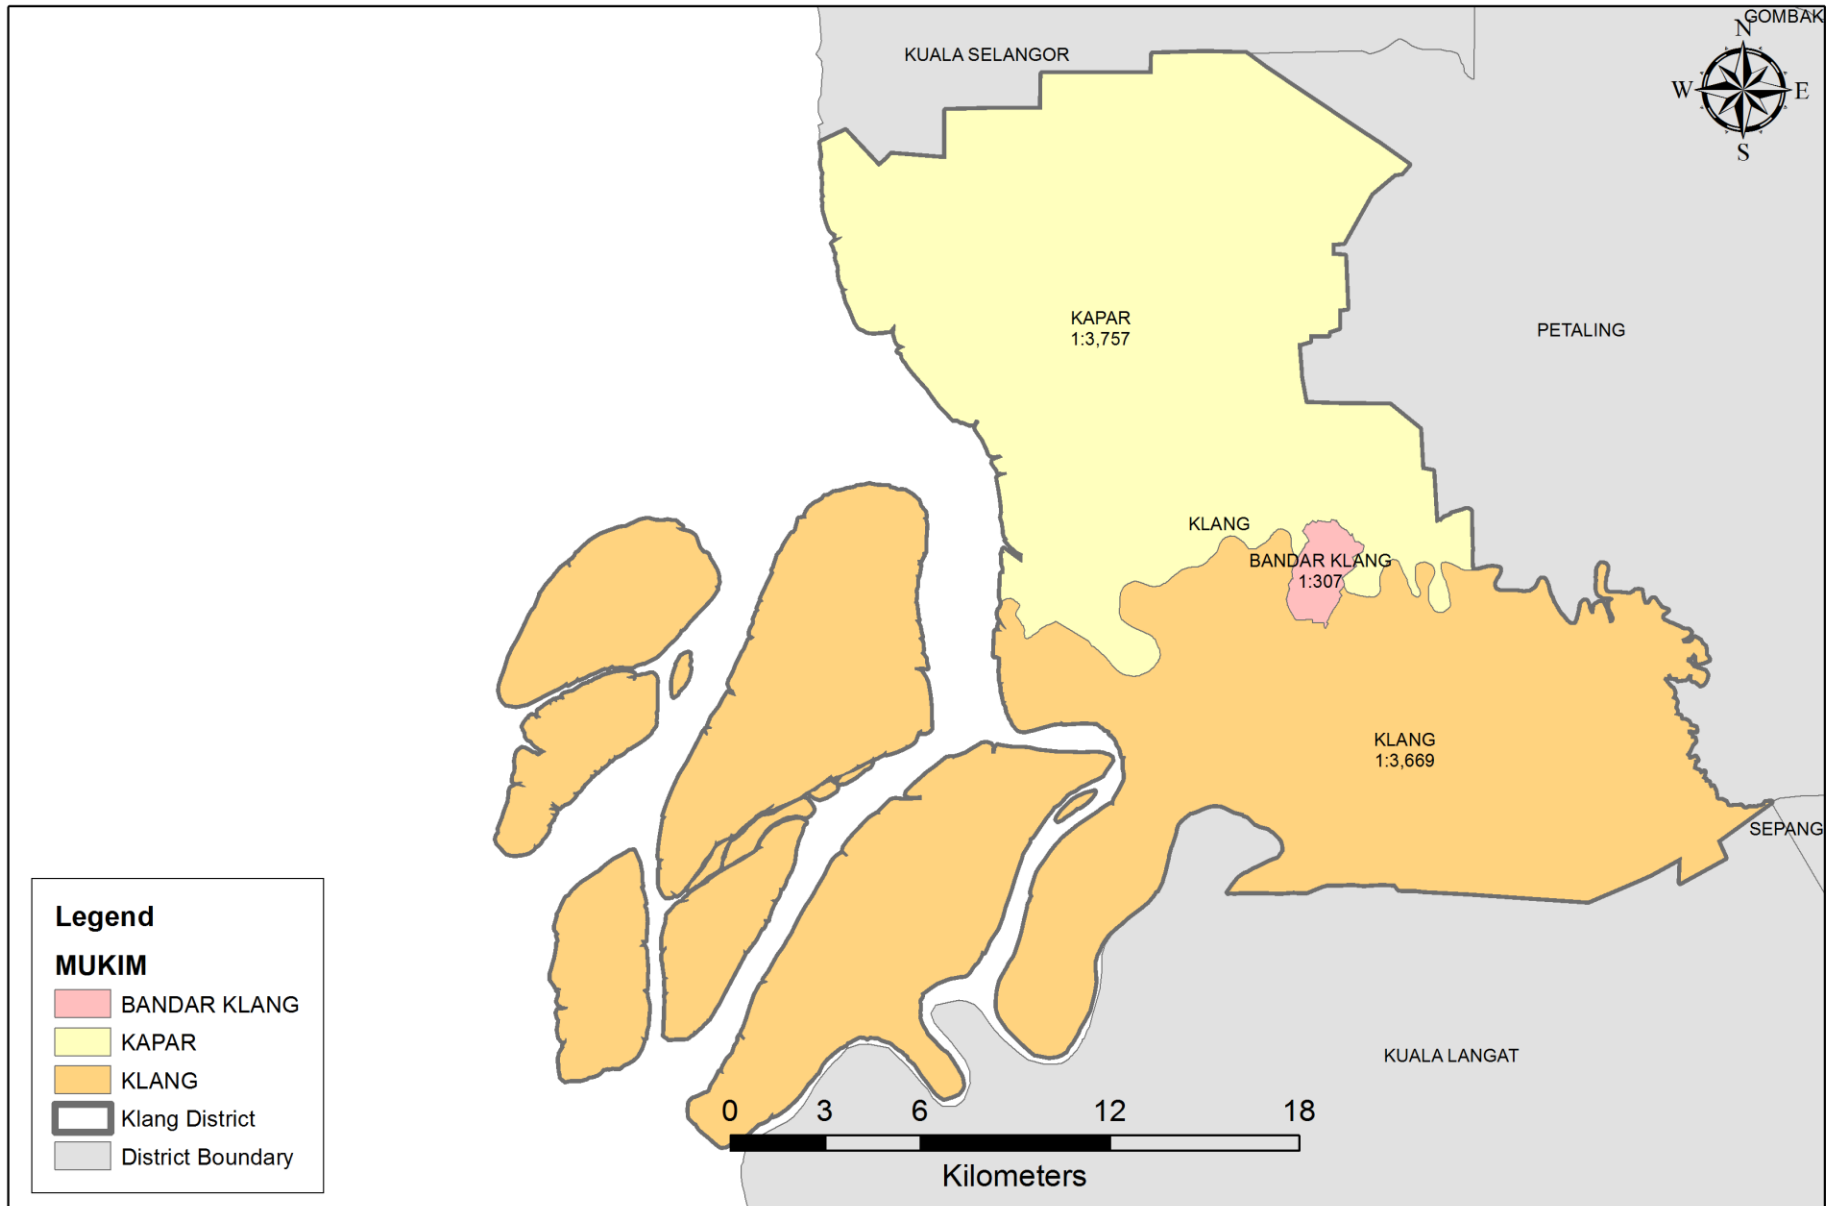 GOMBAK
N
KUALA SELANGOR
W
E
S
KAPAR
1:3,757
PETALING
KLANG
BANDAR KLANG
1:307
KLANG
1:3,669
SEPANG
Legend
MUKIM
BANDAR KLANG
KAPAR
KLANG
Klang District
District Boundary
KUALA LANGAT
0 3 6 12 18
Kilometers